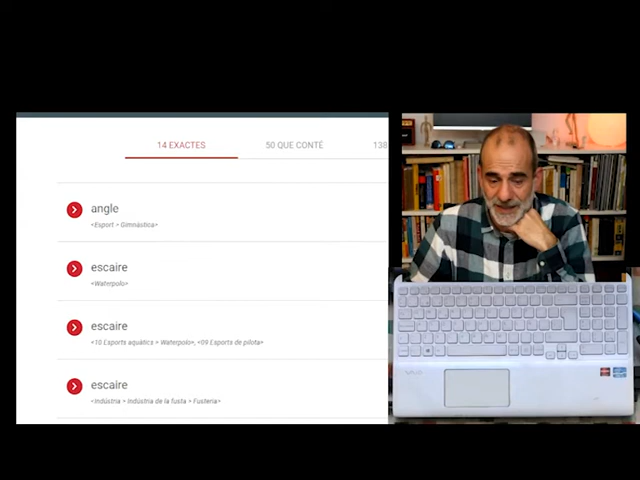 14 EXACTES
50 QUE CONTÉ
138
angle
<Esport > Gimnàstica>
escaire
<Waterpolo>
escaire
<10 Esports aquàtics > Waterpolo>, <09 Esports de pilota>
escaire
<Indústria > Indústria de la fusta > Fusteria>
VAIO